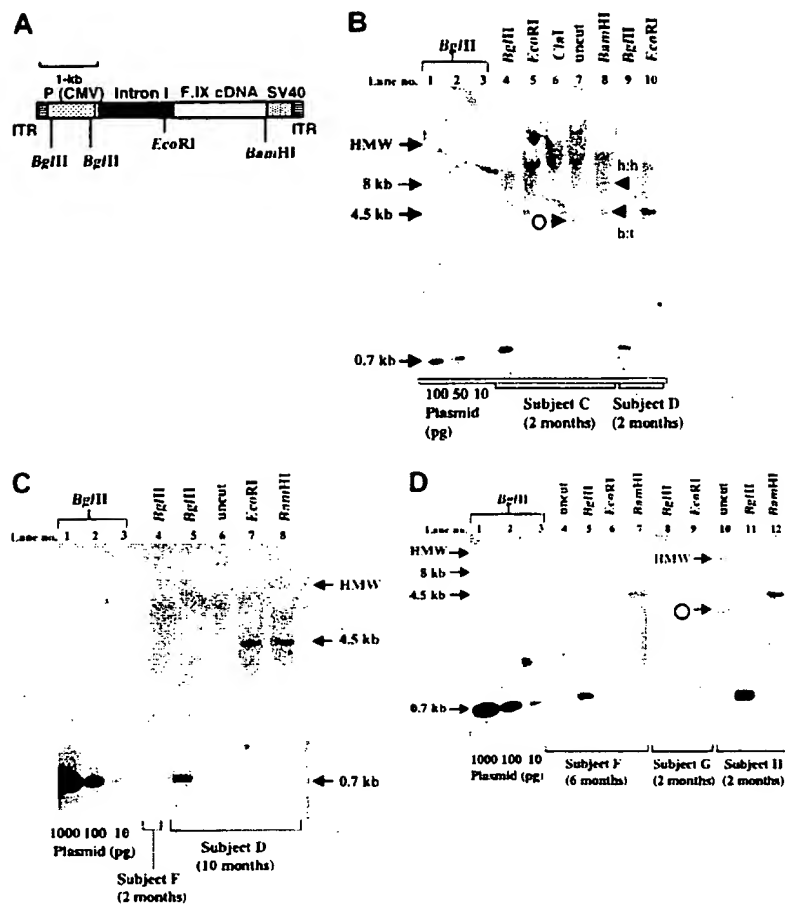 A
1-kb
P (CMV) Intron I F.IX cDNA SV40
ITR ITR
BglII BglII EcoRI BamHI
B
BglII BglII EcoRI ClaI uncut BamHI BglII EcoRI
Lane no. 1 2 3 4 5 6 7 8 9 10
HMW
h:h
8 kb
4.5 kb
h:t
0.7 kb
100 50 10
Plasmid
(pg)
Subject C
(2 months)
Subject D
(2 months)
C
BglII BglII BglII uncut EcoRI BamHI
Lane no. 1 2 3 4 5 6 7 8
HMW
4.5 kb
0.7 kb
1000 100 10
Plasmid (pg)
Subject F
(2 months)
Subject D
(10 months)
D
BglII uncut BglII EcoRI BamHI BglII EcoRI uncut BglII BamHI
Lane no. 1 2 3 4 5 6 7 8 9 10 11 12
HMW
HMW
8 kb
4.5 kb
0.7 kb
1000 100 10
Plasmid (pg)
Subject F
(6 months)
Subject G
(2 months)
Subject H
(2 months)